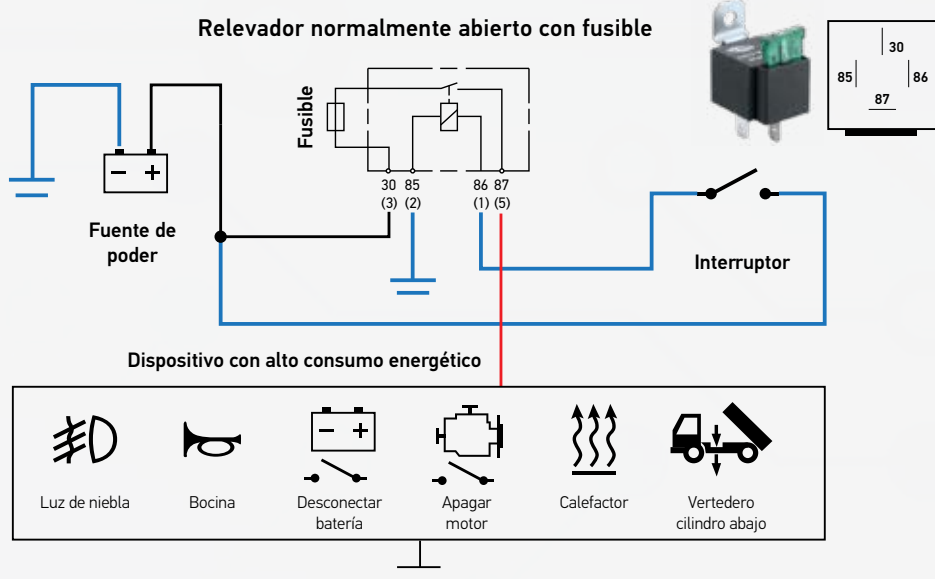 Relevador normalmente abierto con fusible
30
85
86
87
Fusible
- +
30 85 86 87
(3) (2) (1) (5)
Fuente de
poder
Interruptor
Dispositivo con alto consumo energético
- +
Luz de niebla
Bocina
Desconectar
batería
Apagar
motor
Calefactor
Vertedero
cilindro abajo